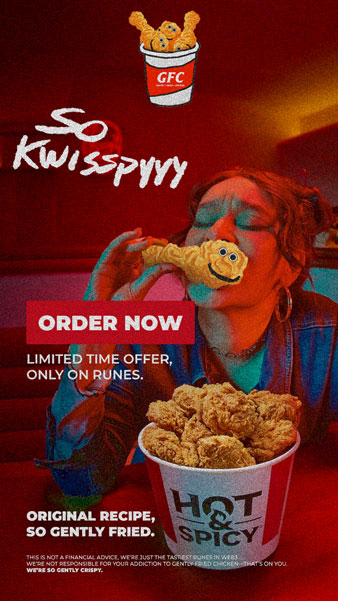 GFC
SO
KWISSPYYY
ORDER NOW
LIMITED TIME OFFER,
ONLY ON RUNES.
HOT
&
SPICY
ORIGINAL RECIPE,
SO GENTLY FRIED.
THIS IS NOT A FINANCIAL ADVICE, WE'RE JUST THE TASTIEST RUNES IN WEB3
WE'RE NOT RESPONSIBLE FOR YOUR ADDICTION TO GENTLY FRIED CHICKEN - THAT'S ON YOU.
WE'RE SO GENTLY CRISPY.